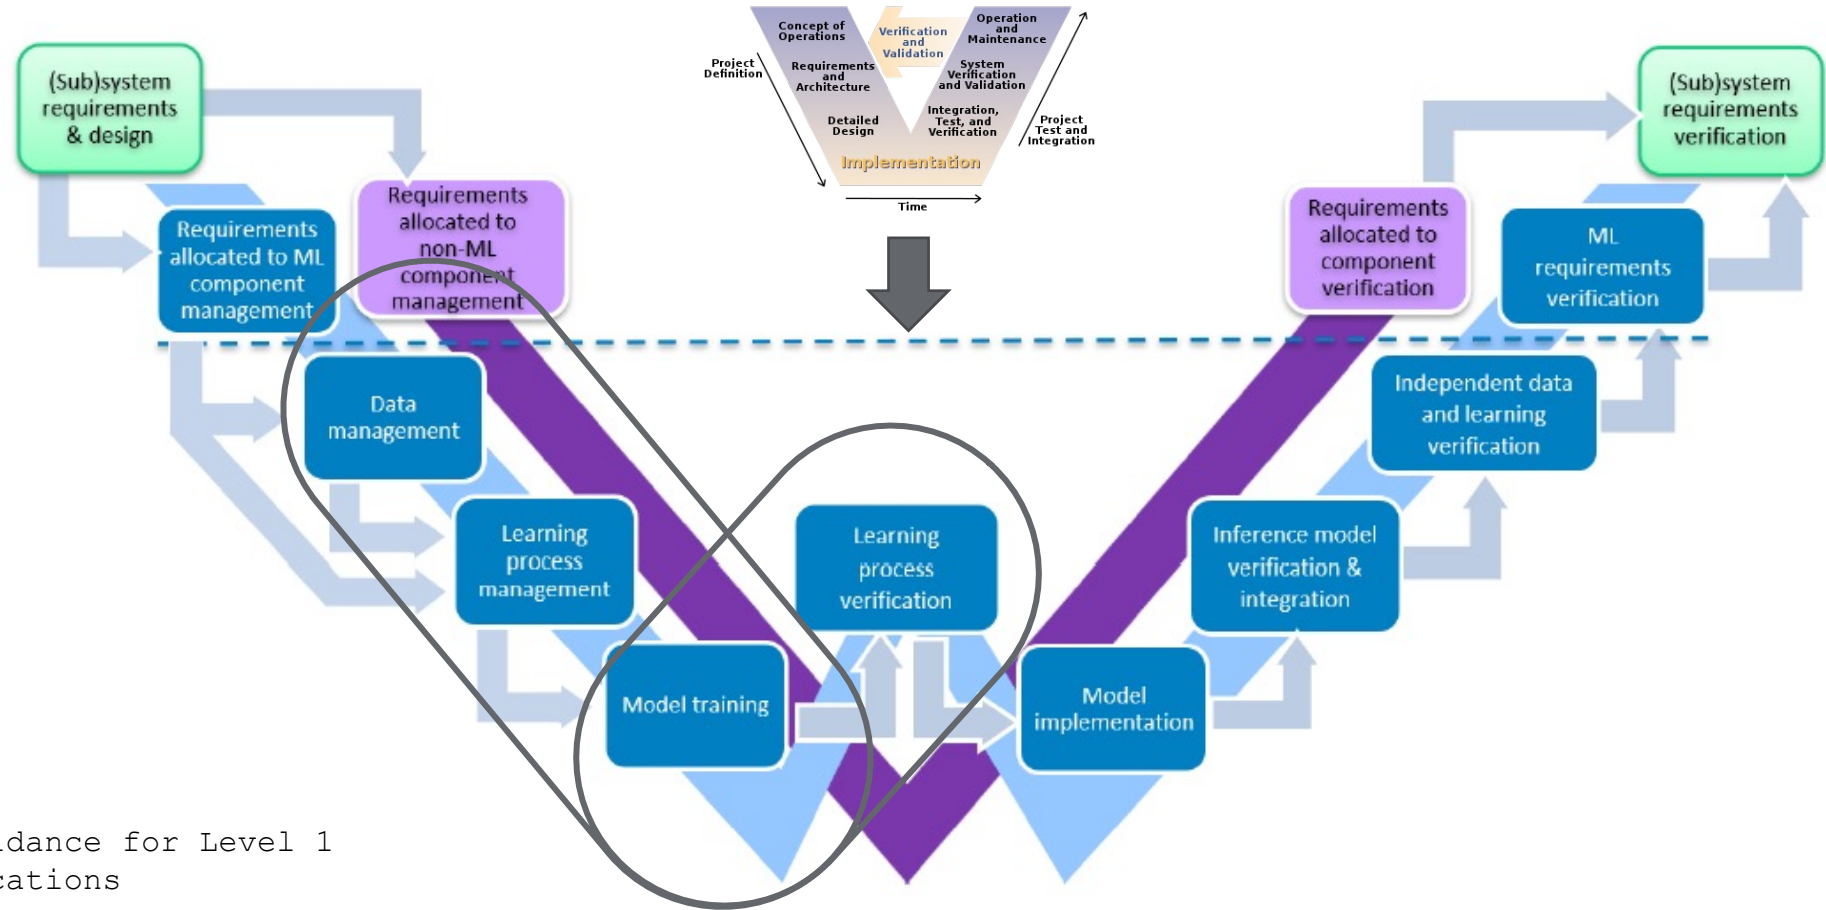 Concept of
Operations
Verification
and
Validation
Operation
and
Maintenance
Project
Definition
Requirements
and
Architecture
System
Verification
and Validation
Detailed
Design
Integration,
Test, and
Verification
Project
Test and
Integration
Implementation
Time
(Sub)system
requirements
& design
(Sub)system
requirements
verification
Requirements
allocated to ML
component
management
Requirements
allocated to
non-ML
component
management
Requirements
allocated to
component
verification
ML
requirements
verification
Data
management
Independent data
and learning
verification
Learning
process
management
Learning
process
verification
Inference model
verification &
integration
Model training
Model
implementation
for Level 1